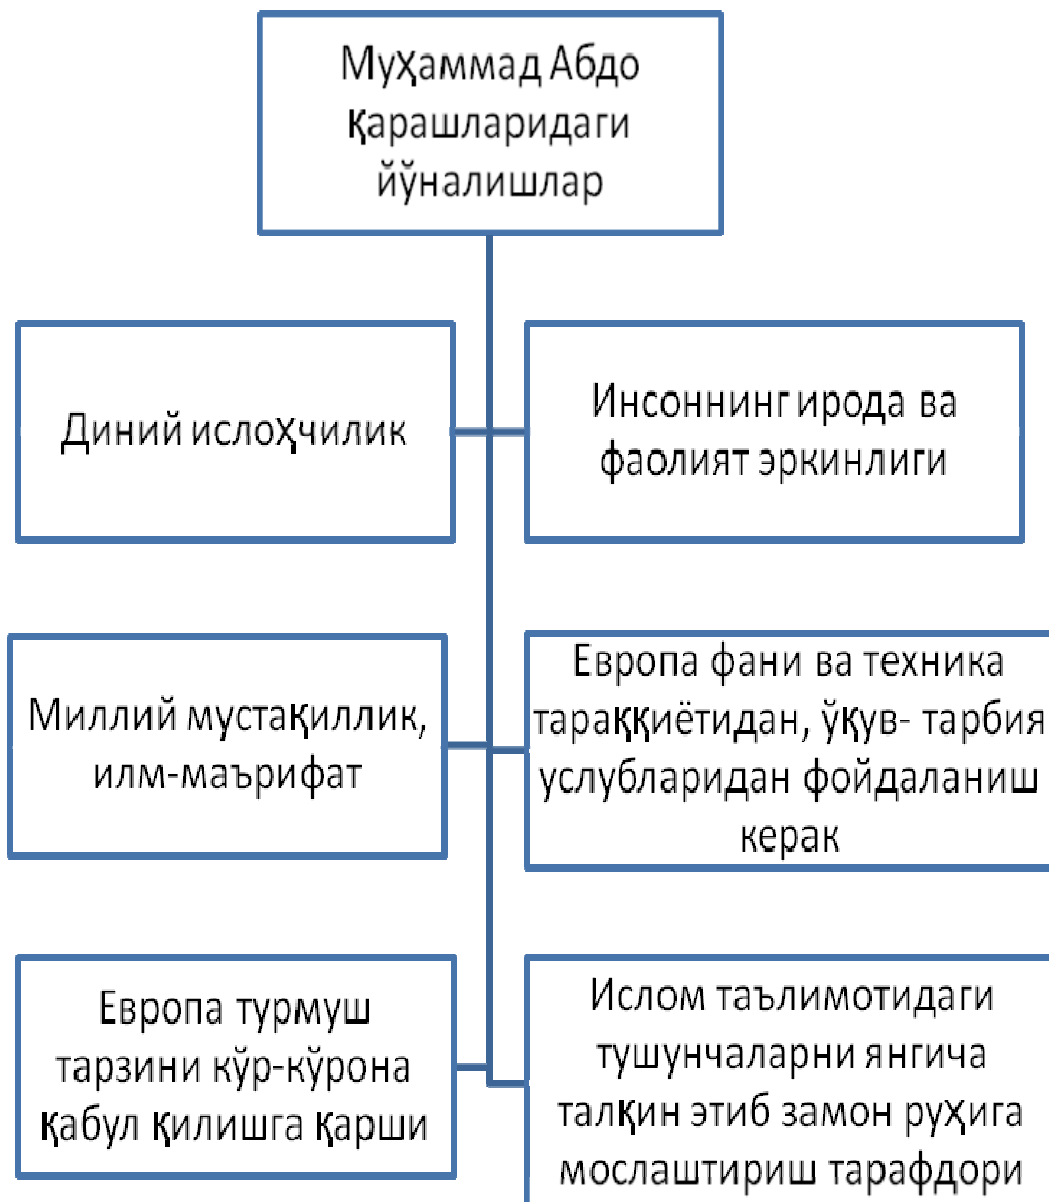 Муҳаммад Абдо
қарашларидаги
йўналишлар
Диний ислоҳчилик
Инсоннинг ирода ва
фаолият эркинлиги
Миллий мустақиллик,
илм-маърифат
Европа фани ва техника
тараққиётидан, ўқув- тарбия
услубларидан фойдаланиш
керак
Европа турмуш
тарзини кўр-кўрона
қабул қилишга қарши
Ислом таълимотидаги
тушунчаларни янгича
талқин этиб замон руҳига
мослаштириш тарафдори